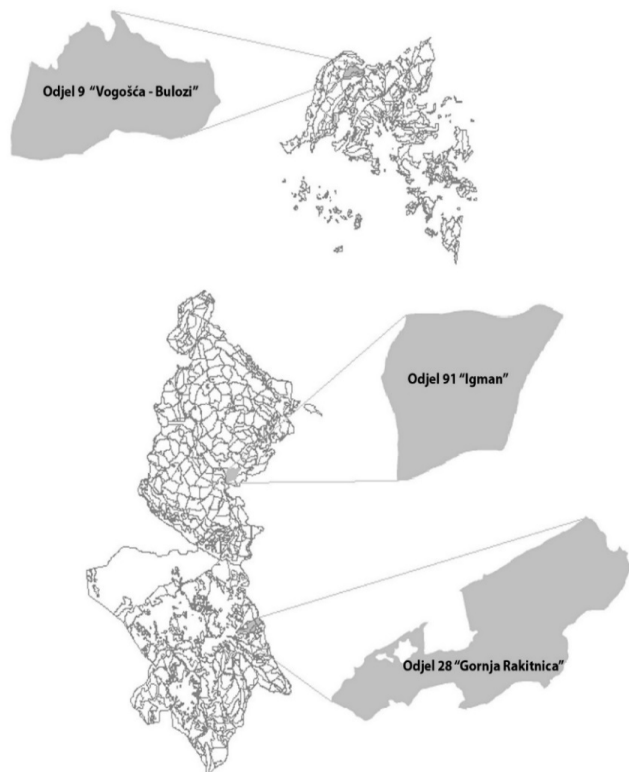 Odjel 9 “Vogošća - Bulozi”
Odjel 91 “Igman”
Odjel 28 “Gornja Rakitnica”